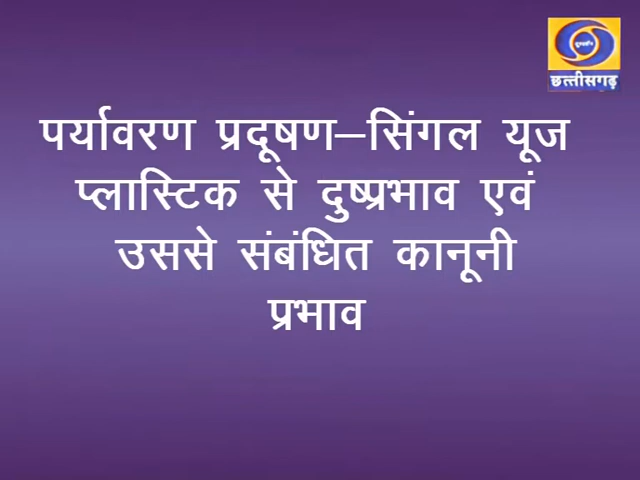 छत्तीसगढ़
पर्यावरण प्रदूषण–सिंगल यूज
प्लास्टिक से दुष्प्रभाव एवं
उससे संबंधित कानूनी
प्रभाव